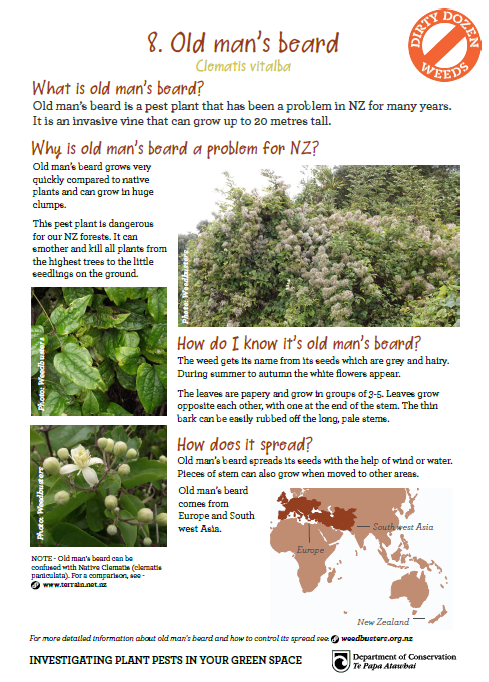 DIRTY DOZEN
WEEDS
8. Old man's beard
Clematis vitalba
What is old man's beard?
Old man's beard is a pest plant that has been a problem in NZ for many years.
It is an invasive vine that can grow up to 20 metres tall.
Why is old man's beard a problem for NZ?
Old man's beard grows very
quickly compared to native
plants and can grow in huge
clumps.
This pest plant is dangerous
for our NZ forests. It can
smother and kill all plants from
the highest trees to the little
seedlings on the ground.
Photo: Weedbusters
Photo: Weedbusters
Photo: Weedbusters
How do I know it's old man's beard?
The weed gets its name from its seeds which are grey and hairy.
During summer to autumn the white flowers appear.
The leaves are papery and grow in groups of 3-5. Leaves grow
opposite each other, with one at the end of the stem. The thin
bark can be easily rubbed off the long, pale stems.
How does it spread?
Old man's beard spreads its seeds with the help of wind or water.
Pieces of stem can also grow when moved to other areas.
Old man's beard
comes from
Europe and South
west Asia.
South west Asia
Europe
New Zealand
NOTE - Old man's beard can be
confused with Native Clematis (clematis
paniculata). For a comparison, see -
www.terrain.net.nz
For more detailed information about old man's beard and how to control its spread see: weedbusters.org.nz
INVESTIGATING PLANT PESTS IN YOUR GREEN SPACE
Department of Conservation
Te Papa Atawhai